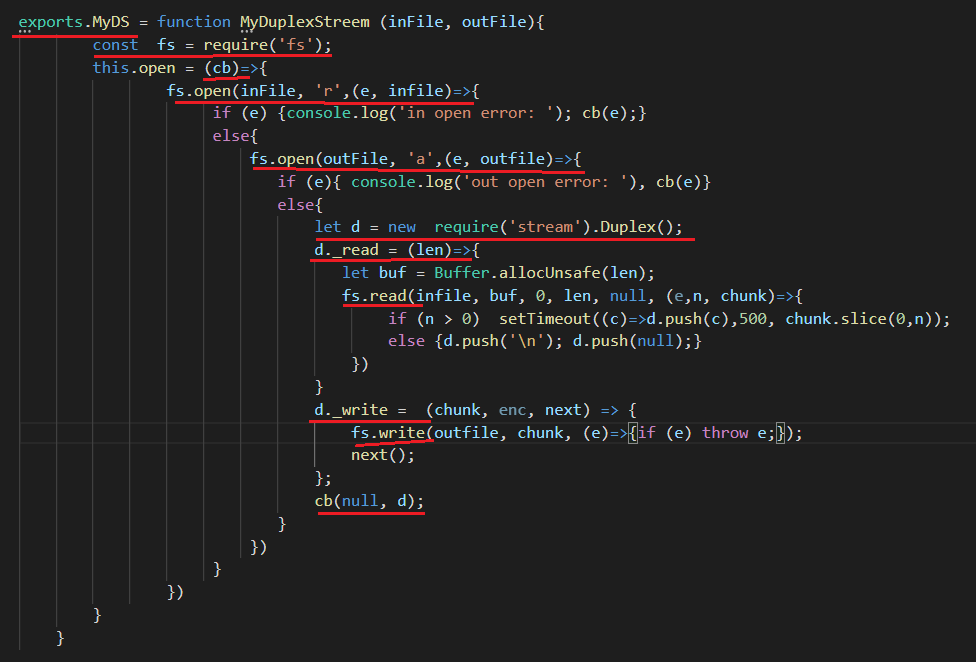 exports.MyDS = function MyDuplexStreem (inFile, outFile){
const  fs = require('fs');
this.open = (cb)=>{
fs.open(inFile, 'r',(e, infile)=>{
if (e) {console.log('in open error: '); cb(e);}
else{
fs.open(outFile, 'a',(e, outfile)=>{
if (e){ console.log('out open error: '), cb(e)}
else{
let d = new  require('stream').Duplex();
d._read = (len)=>{
let buf = Buffer.allocUnsafe(len);
fs.read(infile, buf, 0, len, null, (e,n, chunk)=>{
if (n > 0)  setTimeout((c)=>d.push(c),500, chunk.slice(0,n));
else {d.push('\n'); d.push(null);}
})
}
d._write =  (chunk, enc, next) => {
fs.write(outfile, chunk, (e)=>{if (e) throw e;});
next();
};
cb(null, d);
}
})
}
})
}
}